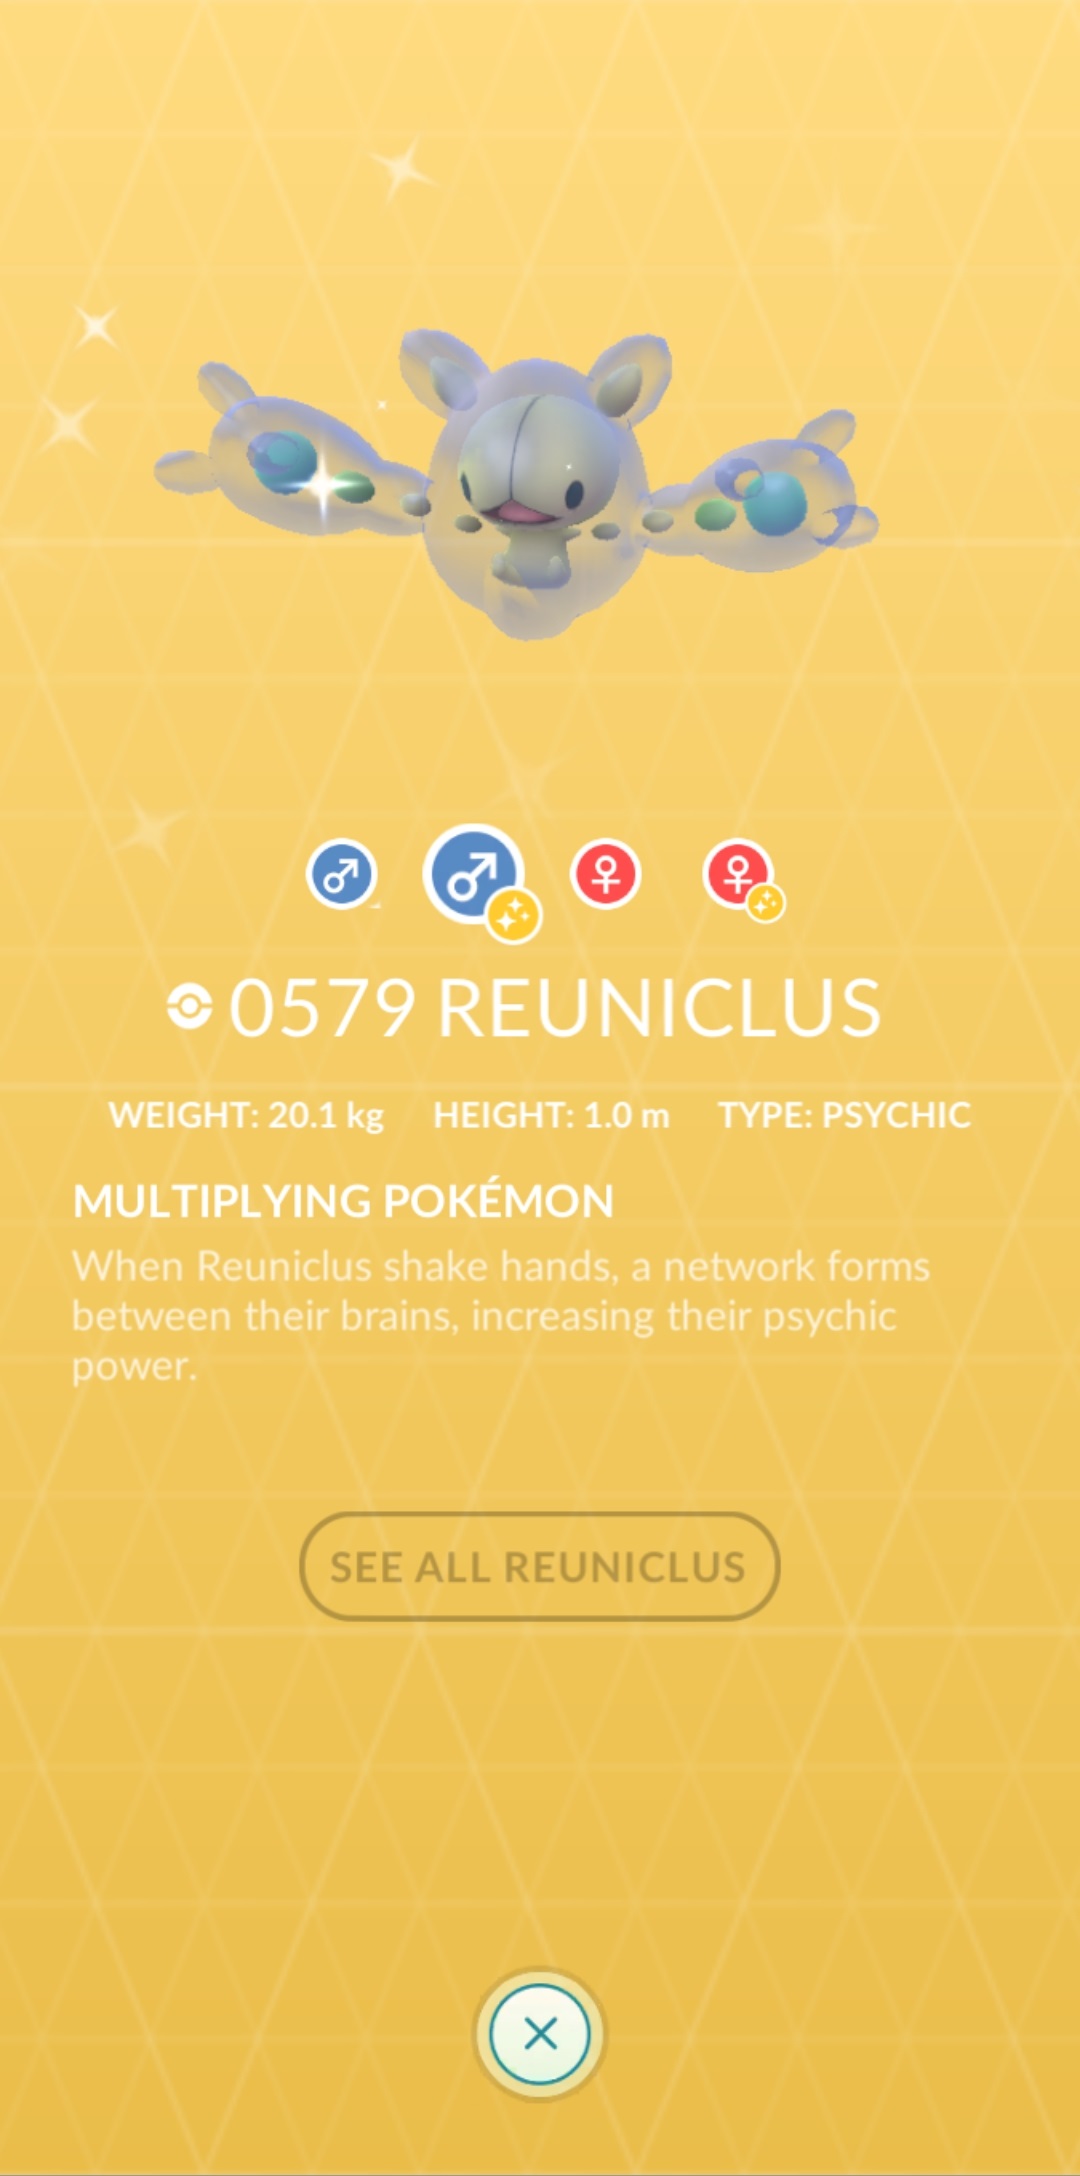 0579 REUNICLUS
WEIGHT: 20.1 kg HEIGHT: 1.0 m TYPE: PSYCHIC
MULTIPLYING POKÉMON
When Reuniclus shake hands, a network forms
between their brains, increasing their psychic
power.
SEE ALL REUNICLUS